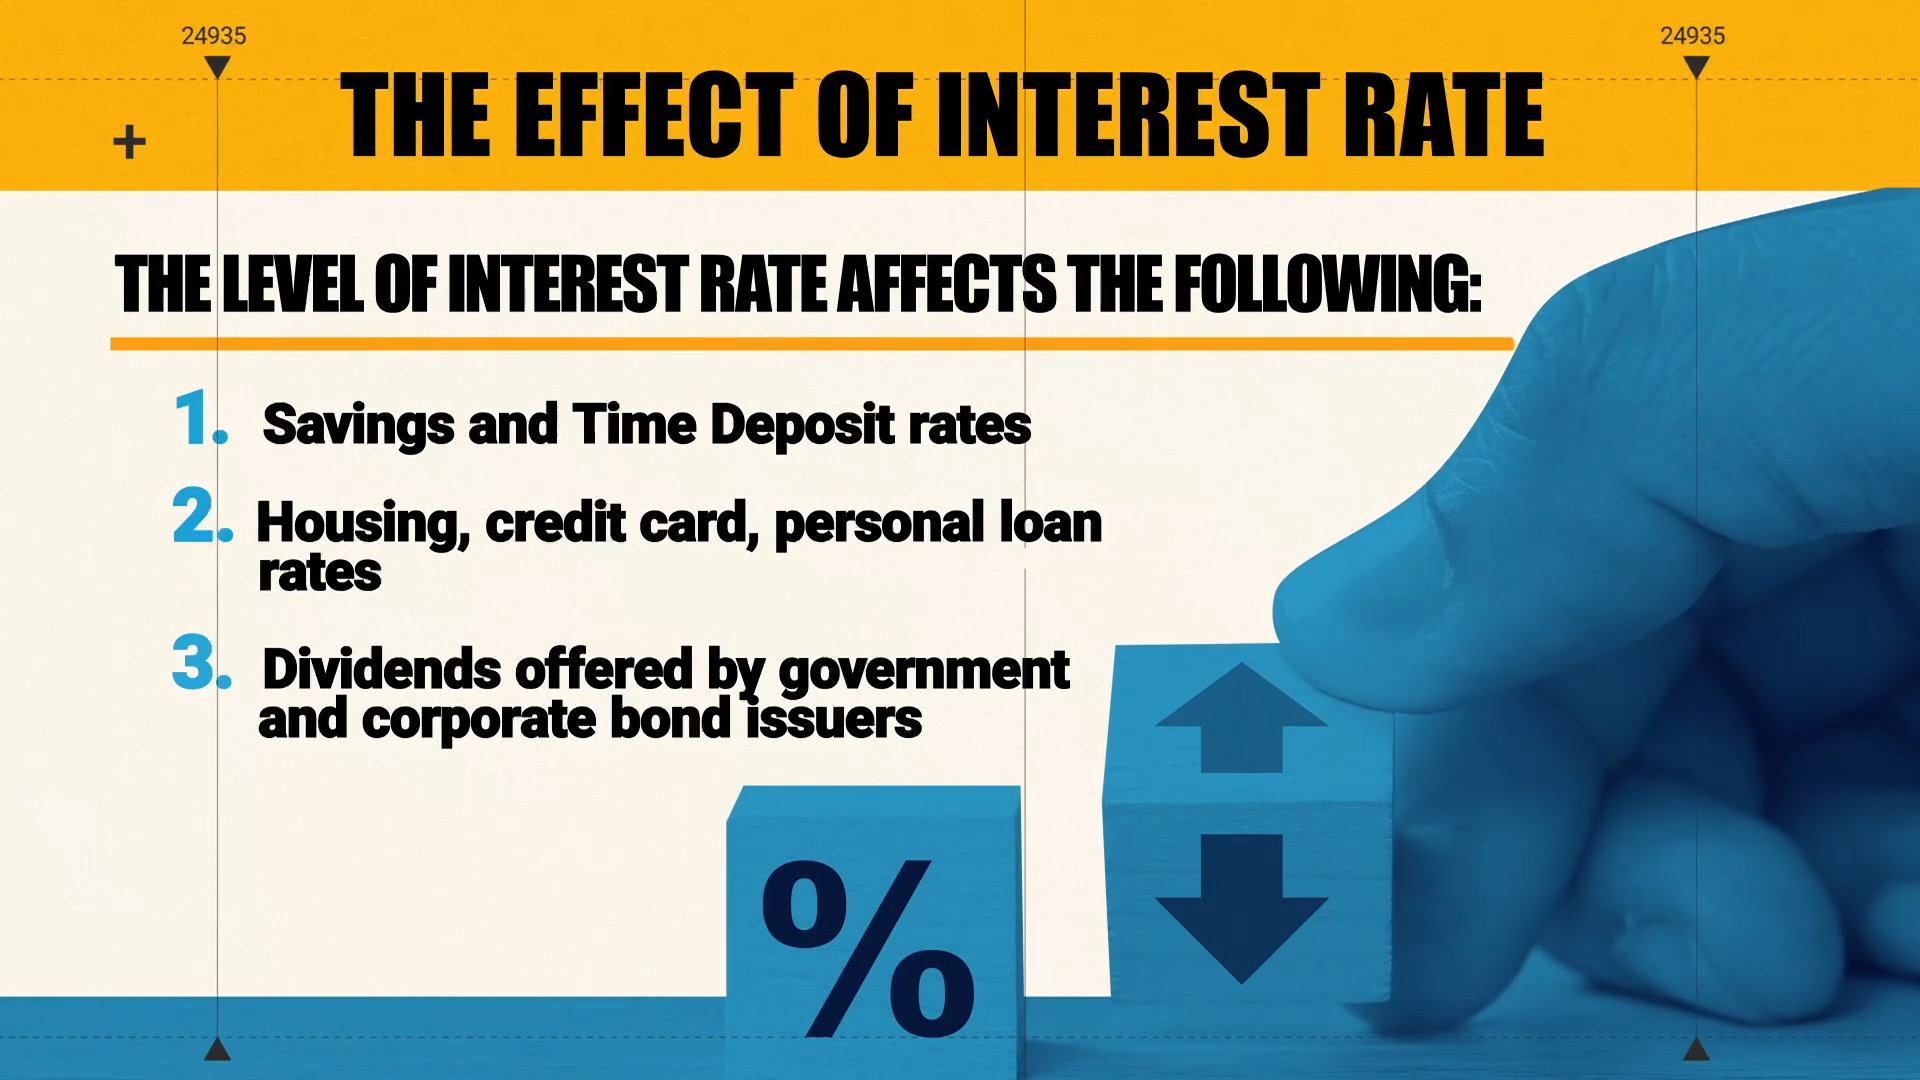 24935 24935
THE EFFECT OF INTEREST RATE
+
THE LEVEL OF INTEREST RATE AFFECTS THE FOLLOWING:
1. Savings and Time Deposit rates
2. Housing, credit card, personal loan
rates
3. Dividends offered by government
and corporate bond issuers
%